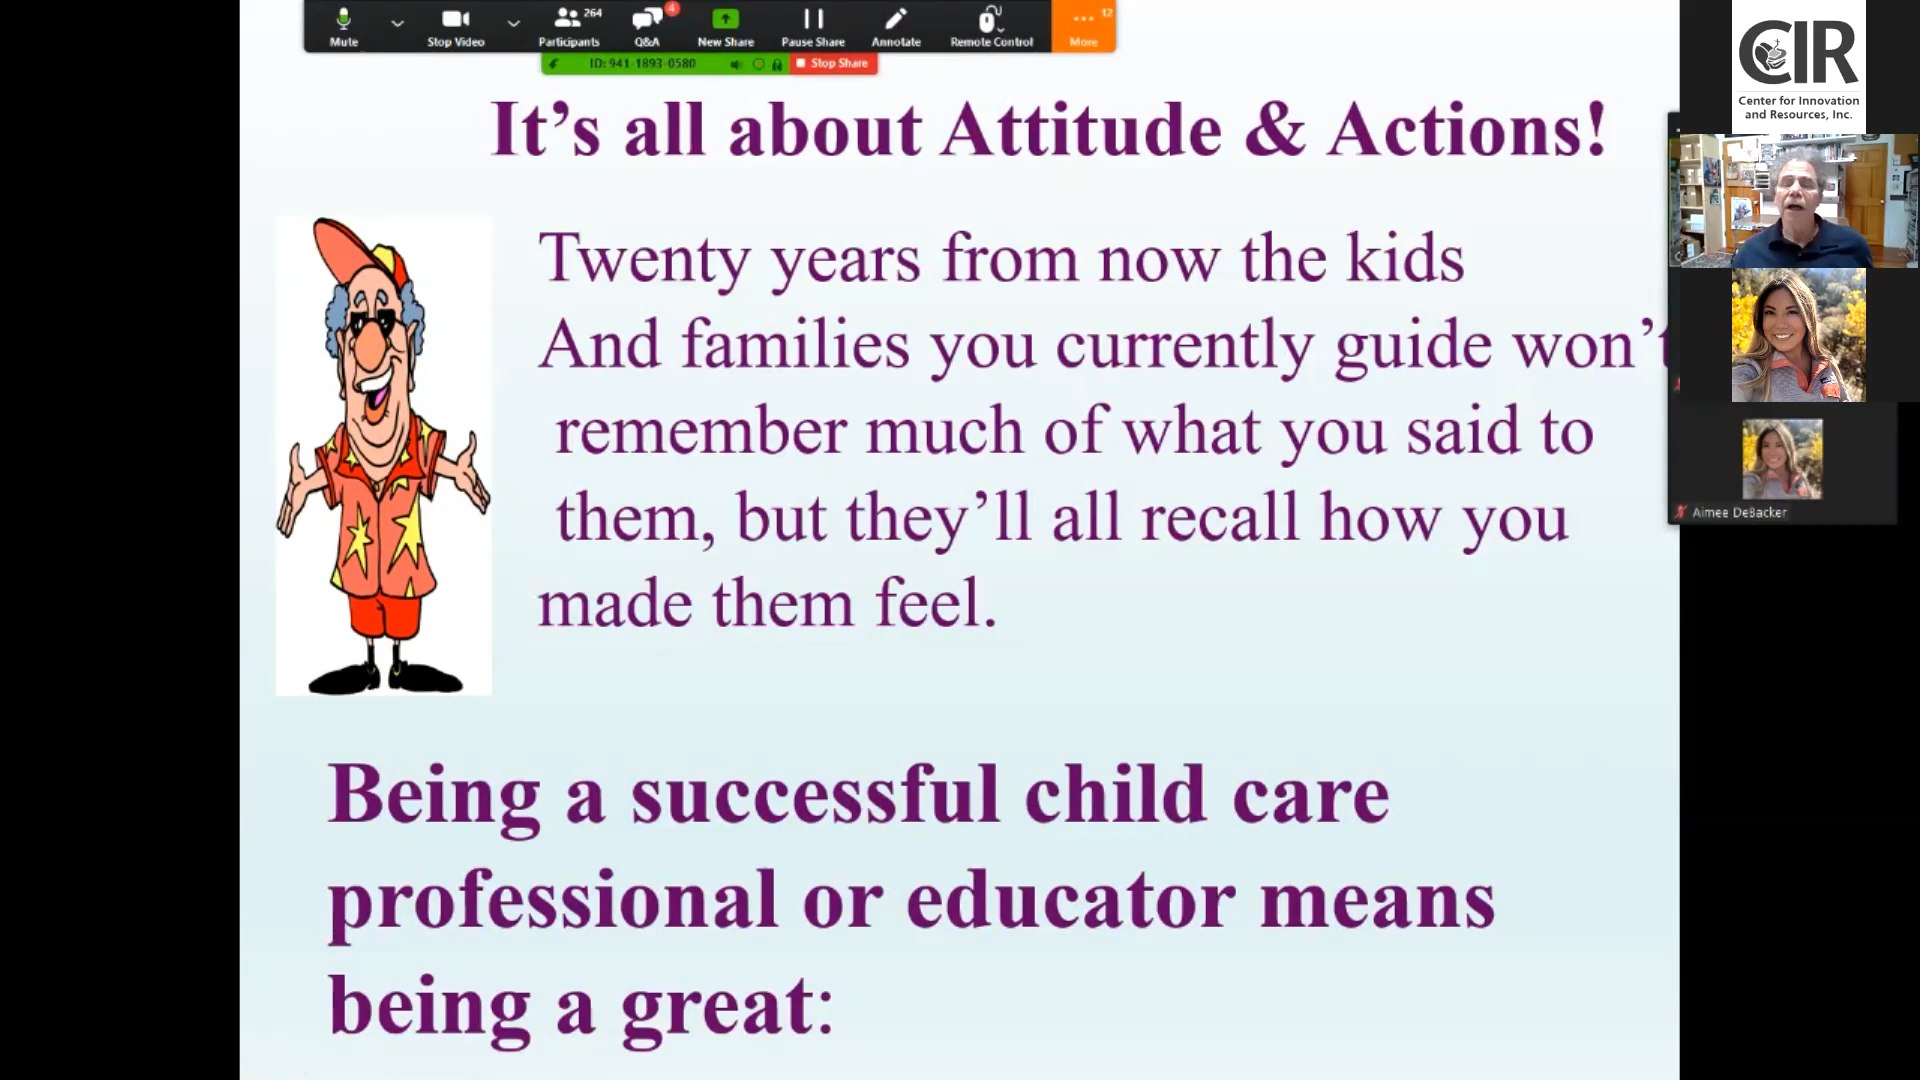 Mute
Stop Video
Participants
264
Q&A
4
New Share
Pause Share
Annotate
Remote Control
More
12
ID: 941-1893-0580
Stop Share
It’s all about Attitude & Actions!
Twenty years from now the kids
And families you currently guide won’t
remember much of what you said to
them, but they’ll all recall how you
made them feel.
Being a successful child care
professional or educator means
being a great:
CIR
Center for Innovation
and Resources, Inc.
Aimee DeBacker